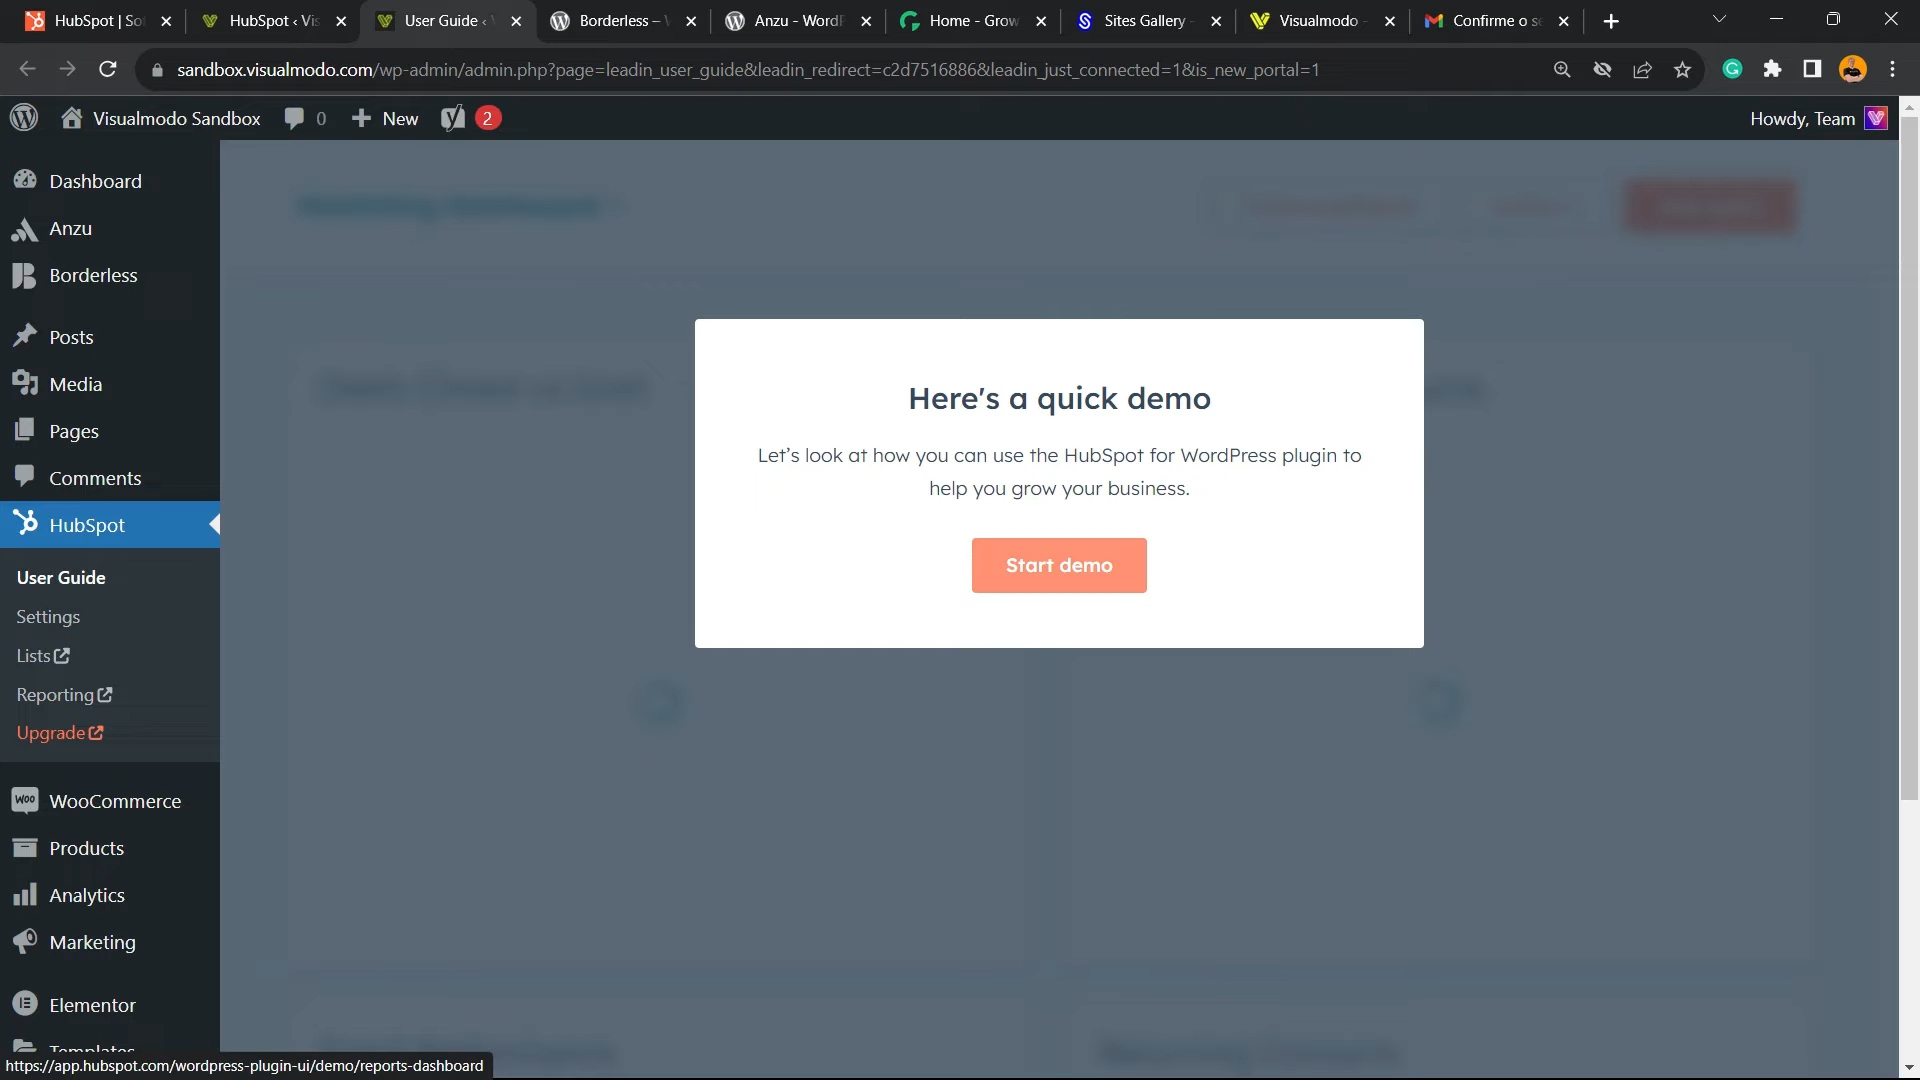 HubSpot | So
HubSpot ‹ Vis
User Guide ‹
Borderless –
Anzu - WordP
Home - Grow
Sites Gallery -
Visualmodo -
Confirme o se
sandbox.visualmodo.com/wp-admin/admin.php?page=leadin_user_guide&leadin_redirect=c2d7516886&leadin_just_connected=1&is_new_portal=1
Visualmodo Sandbox
0
New
2
Howdy, Team
Dashboard
Anzu
Borderless
Posts
Media
Pages
Comments
HubSpot
User Guide
Settings
Lists
Reporting
Upgrade
WooCommerce
Products
Analytics
Marketing
Elementor
Templates
Here's a quick demo
Let’s look at how you can use the HubSpot for WordPress plugin to
help you grow your business.
Start demo
https://app.hubspot.com/wordpress-plugin-ui/demo/reports-dashboard